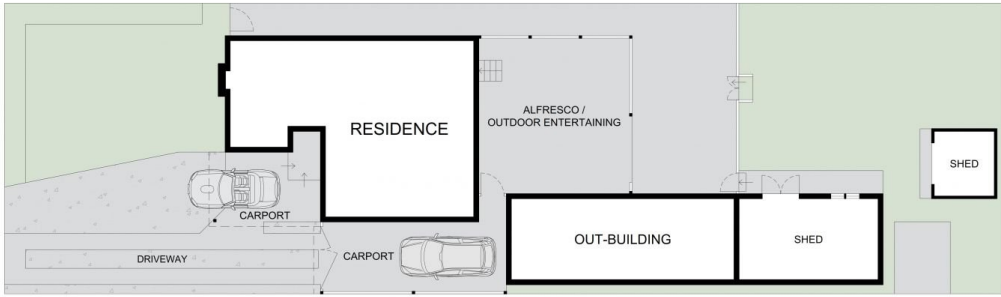 RESIDENCE
ALFRESCO /
OUTDOOR ENTERTAINING
SHED
CARPORT
OUT-BUILDING
SHED
CARPORT
DRIVEWAY